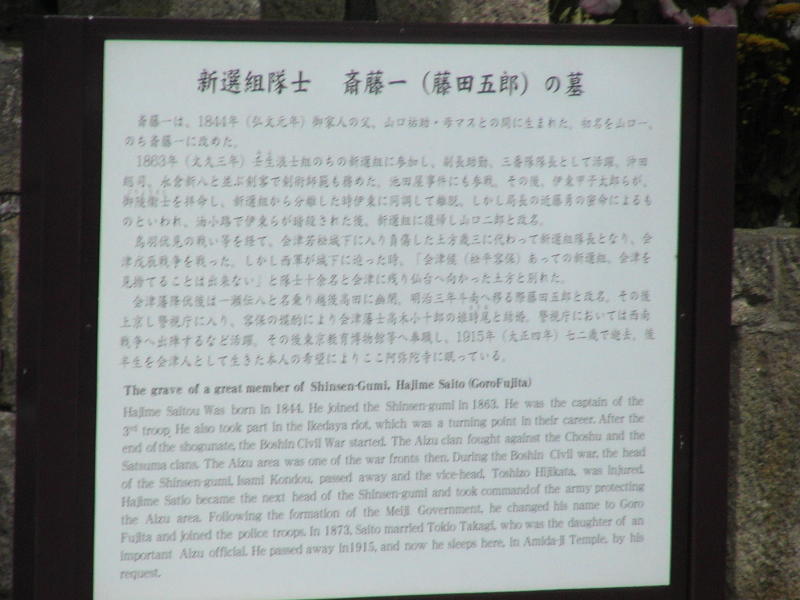 新選組隊士　斎藤一（藤田五郎）の墓
斎藤一は、1844年（弘文元年）御家人の父、山口祐助・母マスとの間に生まれた。初名を山口一、
のち斎藤一に改めた。
1863年（文久三年）壬生浪士組のちの新選組に参加し、副長助勤、三番隊隊長として活躍。沖田
総司、永倉新八と並ぶ剣客で剣術師範も務めた。池田屋事件にも参戦。その後、伊東甲子太郎らが、
御陵衛士を拝命し、新選組から分離した時伊東に同調して離脱。しかし局長の近藤勇の密命によるも
のといわれ、油小路で伊東らが暗殺された後、新選組に復帰し山口二郎と改名。
鳥羽伏見の戦い等を経て、会津若松城下に入り負傷した土方歳三に代わって新選組隊長となり、会
津戊辰戦争を戦った。しかし西軍が城下に迫った時、「会津候（松平容保）あっての新選組、会津を
見捨てることは出来ない」と隊士十余名と会津に残り仙台へ向かった土方と別れた。
会津藩降伏後は一瀬伝八と名乗り越後高田に幽閉。明治三年斗南へ移る際藤田五郎と改名。その後
上京し警視庁に入り、容保の媒酌により会津藩士高木小十郎の娘時尾と結婚。警視庁においては西南
戦争へ出陣するなど活躍。その後東京教育博物館等へ奉職し、1915年（大正四年）七二歳で逝去。後
半生を会津人として生きた本人の希望によりここ阿弥陀寺に眠っている。
The grave of a great member of Shinsen-Gumi, Hajime Saito (GoroFujita)
Hajime Saitou Was born in 1844. He joined the Shinsen-gumi in 1863. He was the captain of the
3rd troop. He also took part in the Ikedaya riot, which was a turning point in their career. After the
end of the shogunate, the Boshin Civil War started. The Aizu clan fought against the Choshu and the
Satsuma clans. The Aizu area was one of the war fronts then. During the Boshin Civil war, the head
of the Shinsen-gumi, Isami Kondou, passed away and the vice-head, Toshizo Hijikata, was injured.
Hajime Satio became the next head of the Shinsen-gumi and took commandof the army protecting
the Aizu area. Following the formation of the Meiji Government, he changed his name to Goro
Fujita and joined the police troops. In 1873, Saito married Tokio Takagi, who was the daughter of an
important Aizu official. He passed away in1915, and now he sleeps here, in Amida-ji Temple, by his
request.